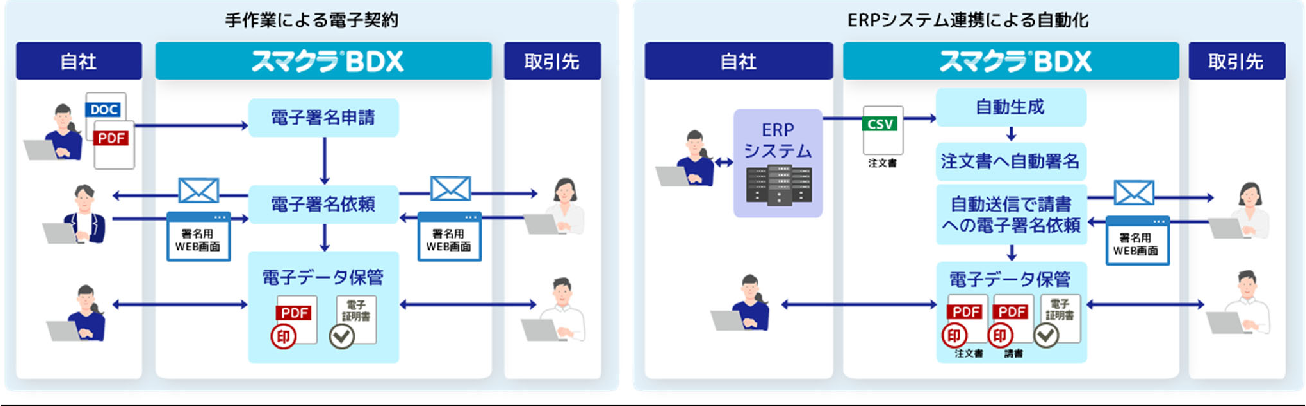 手作業による電子契約
自社
スマクラ®BDX
取引先
DOC
PDF
電子署名申請
電子署名依頼
署名用
WEB画面
署名用
WEB画面
電子データ保管
PDF
印
電子
証明書
ERPシステム連携による自動化
自社
スマクラ®BDX
取引先
ERP
システム
CSV
注文書
自動生成
注文書へ自動署名
自動送信で請書
への電子署名依頼
署名用
WEB画面
電子データ保管
PDF
印
注文書
PDF
印
請書
電子
証明書